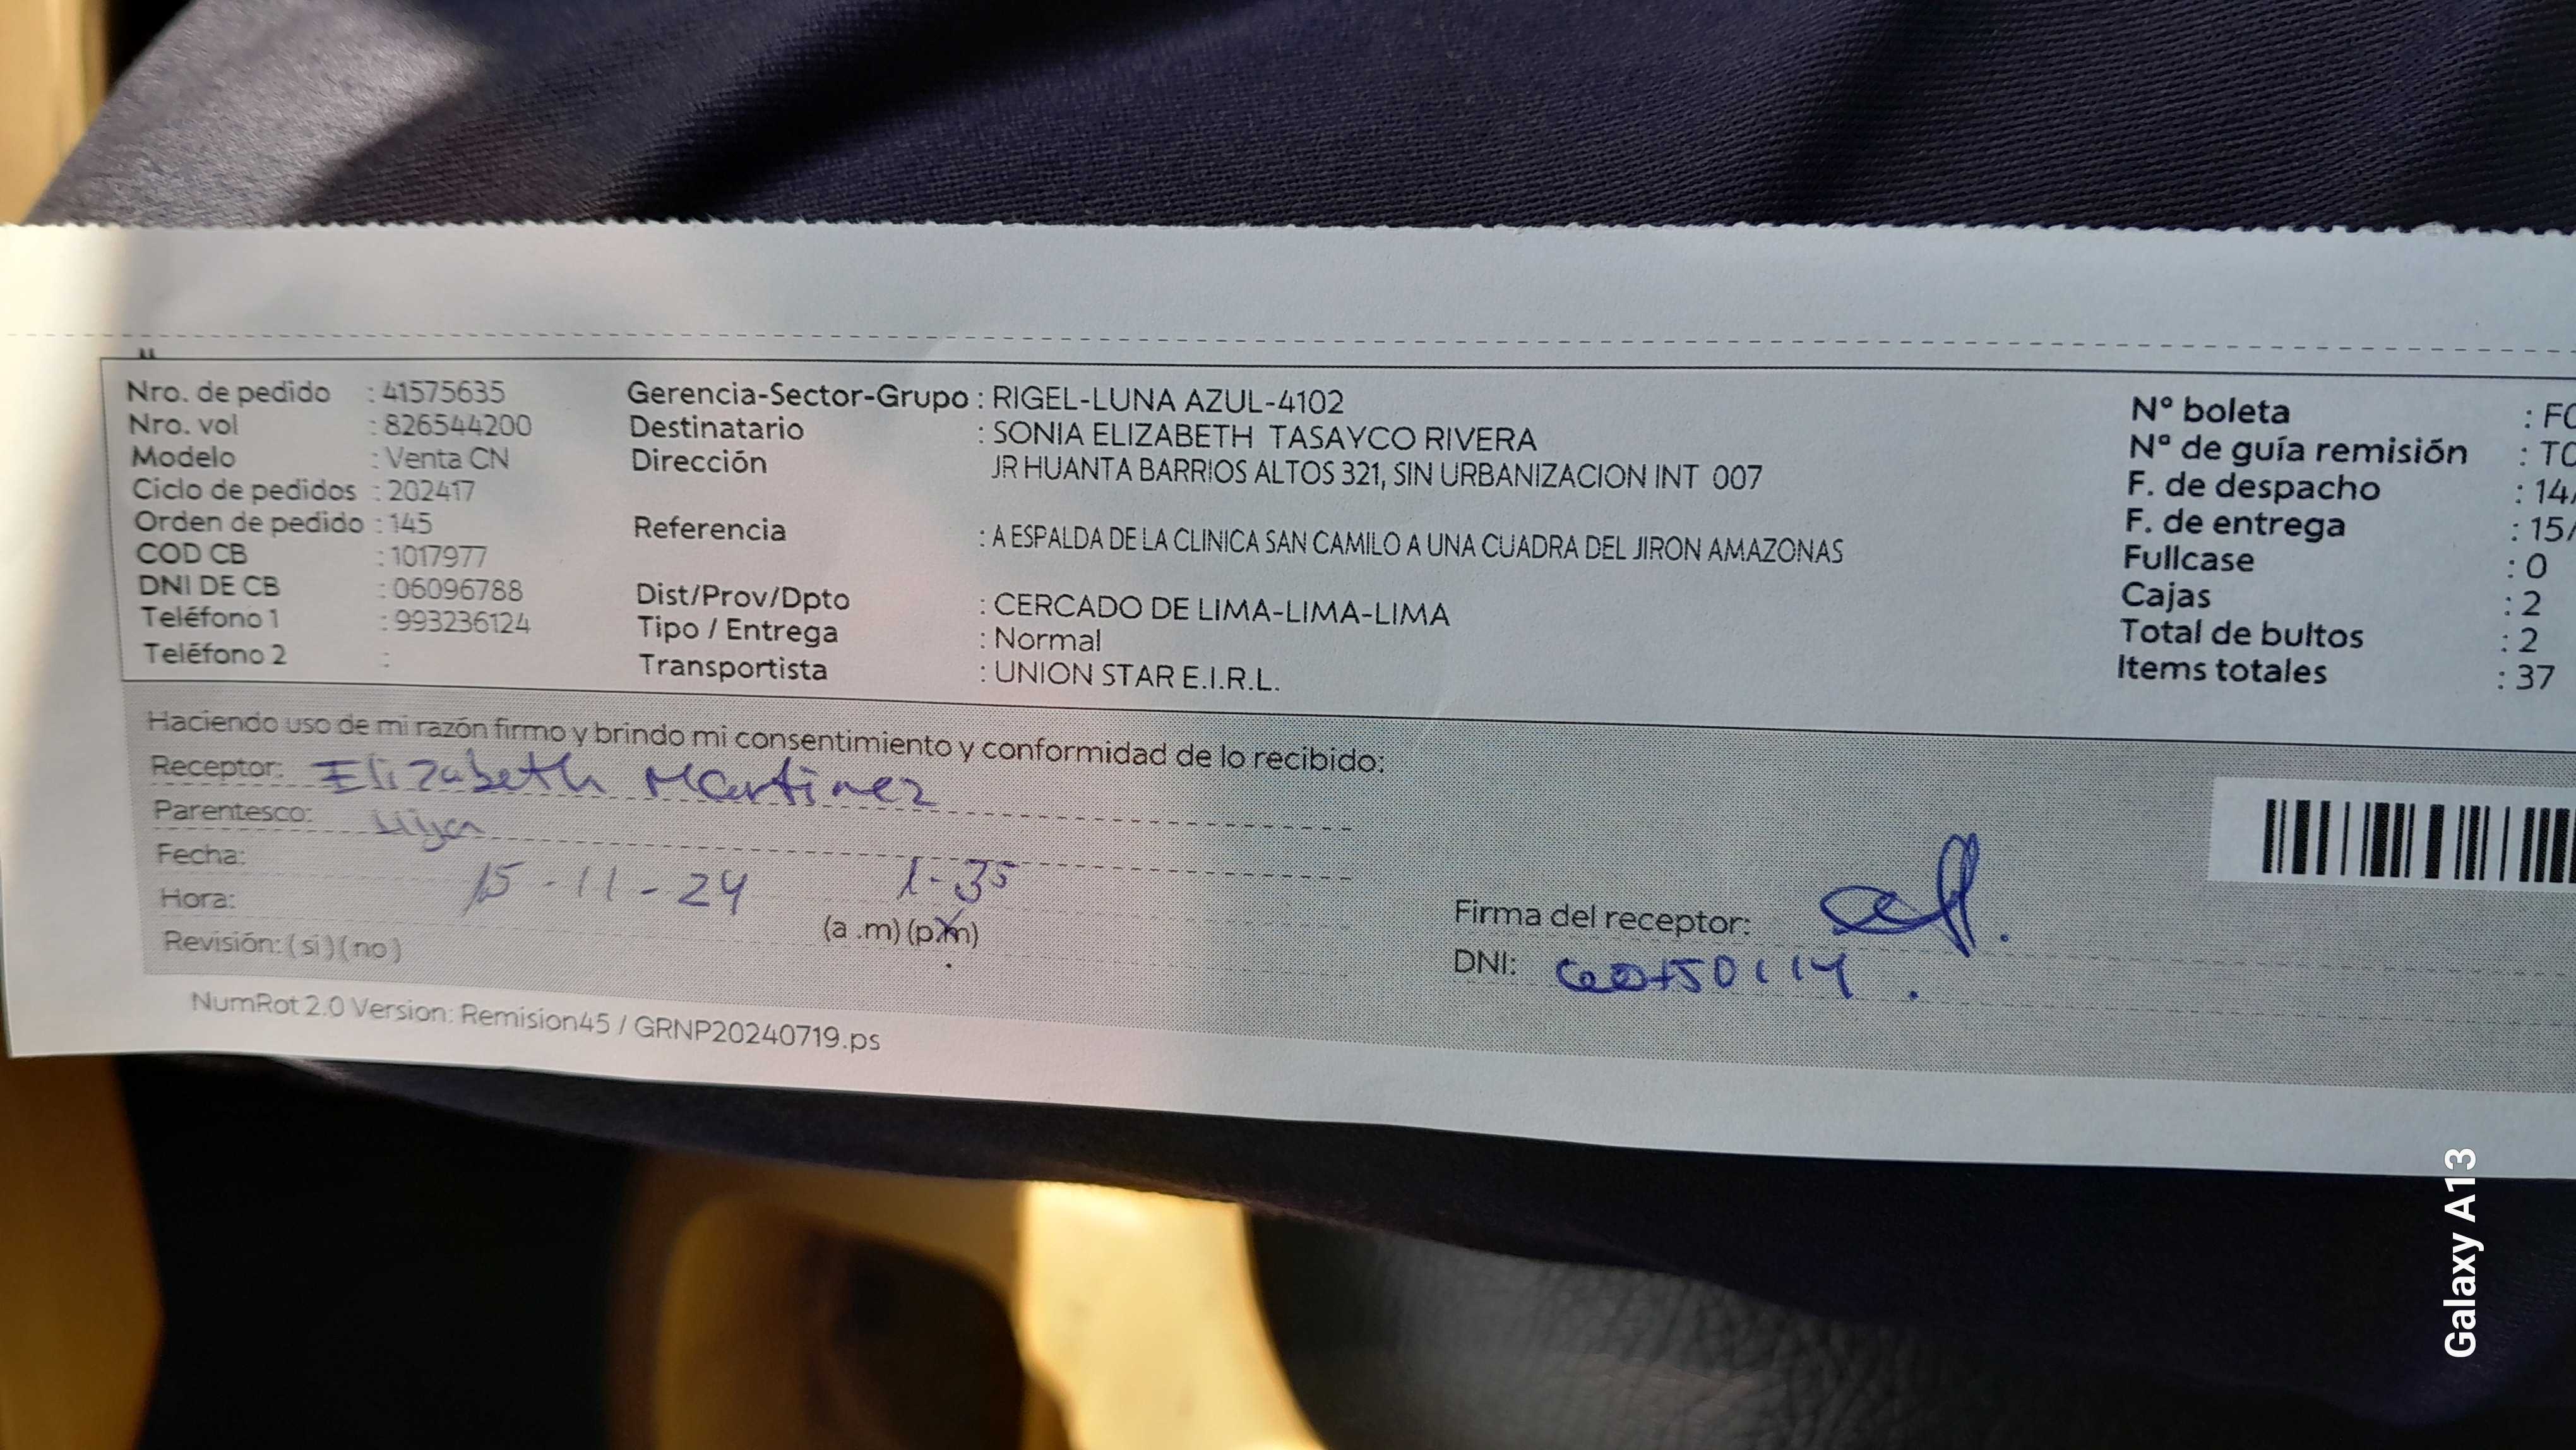 Nro. de pedido : 41575635
Nro. vol : 826544200
Modelo : Venta CN
Ciclo de pedidos : 202417
Orden de pedido : 145
COD CB : 1017977
DNI DE CB : 06096788
Teléfono 1 : 993236124
Teléfono 2 :
Gerencia-Sector-Grupo : RIGEL-LUNA AZUL-4102
Destinatario : SONIA ELIZABETH TASAYCO RIVERA
Dirección JR HUANTA BARRIOS ALTOS 321, SIN URBANIZACION INT 007
Referencia : A ESPALDA DE LA CLINICA SAN CAMILO A UNA CUADRA DEL JIRON AMAZONAS
Dist/Prov/Dpto : CERCADO DE LIMA-LIMA-LIMA
Tipo / Entrega : Normal
Transportista : UNION STAR E.I.R.L.
N° boleta : F
N° de guía remisión : T
F. de despacho : 14/
F. de entrega : 15/
Fullcase : 0
Cajas : 2
Total de bultos : 2
Items totales : 37
Haciendo uso de mi razón firmo y brindo mi consentimiento y conformidad de lo recibido:
Receptor: Elizabeth Martinez
Parentesco: Hija
Fecha: 15-11-24 1-35
Hora: (a .m) (p.m)
Revisión: (si) (no)
Firma del receptor:
DNI:
NumRot 2.0 Version: Remision45 / GRNP20240719.ps
Galaxy A13